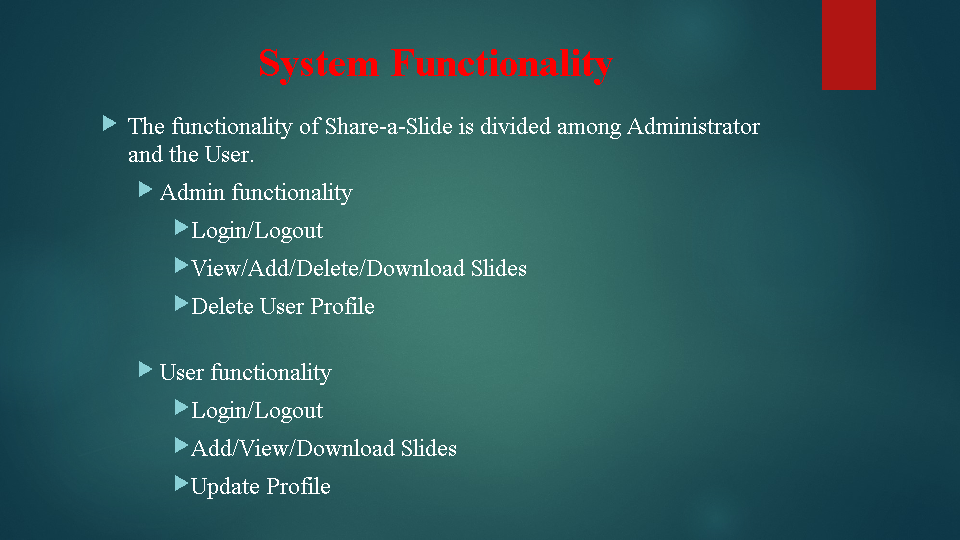 System Functionality
The functionality of Share-a-Slide is divided among Administrator
and the User.
Admin functionality
Login/Logout
View/Add/Delete/Download Slides
Delete User Profile
User functionality
Login/Logout
Add/View/Download Slides
Update Profile